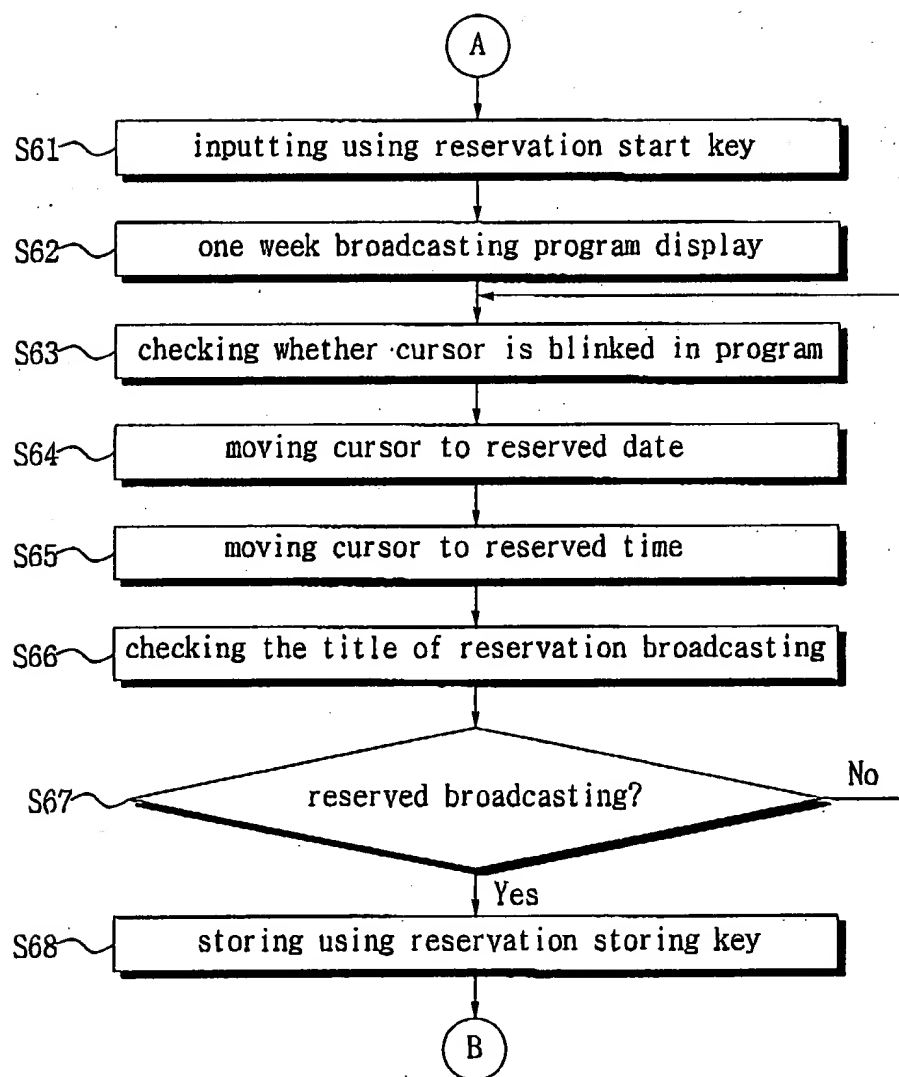 A
S61 inputting using reservation start key
S62 one week broadcasting program display
S63 checking whether cursor is blinked in program
S64 moving cursor to reserved date
S65 moving cursor to reserved time
S66 checking the title of reservation broadcasting
No
S67 reserved broadcasting?
Yes
S68 storing using reservation storing key
B